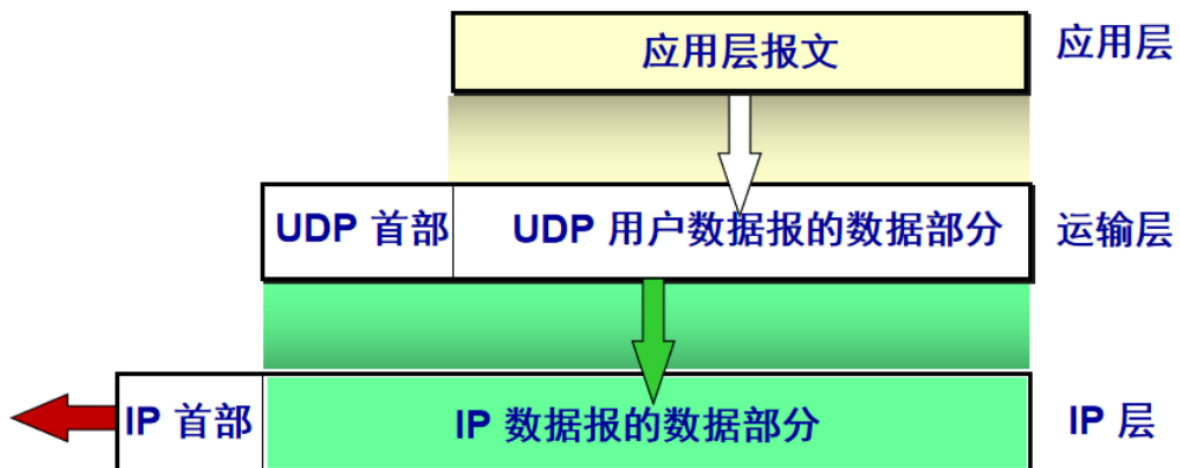 应用层报文 应用层
UDP 首部 UDP 用户数据报的数据部分 运输层
IP 首部 IP 数据报的数据部分 IP 层